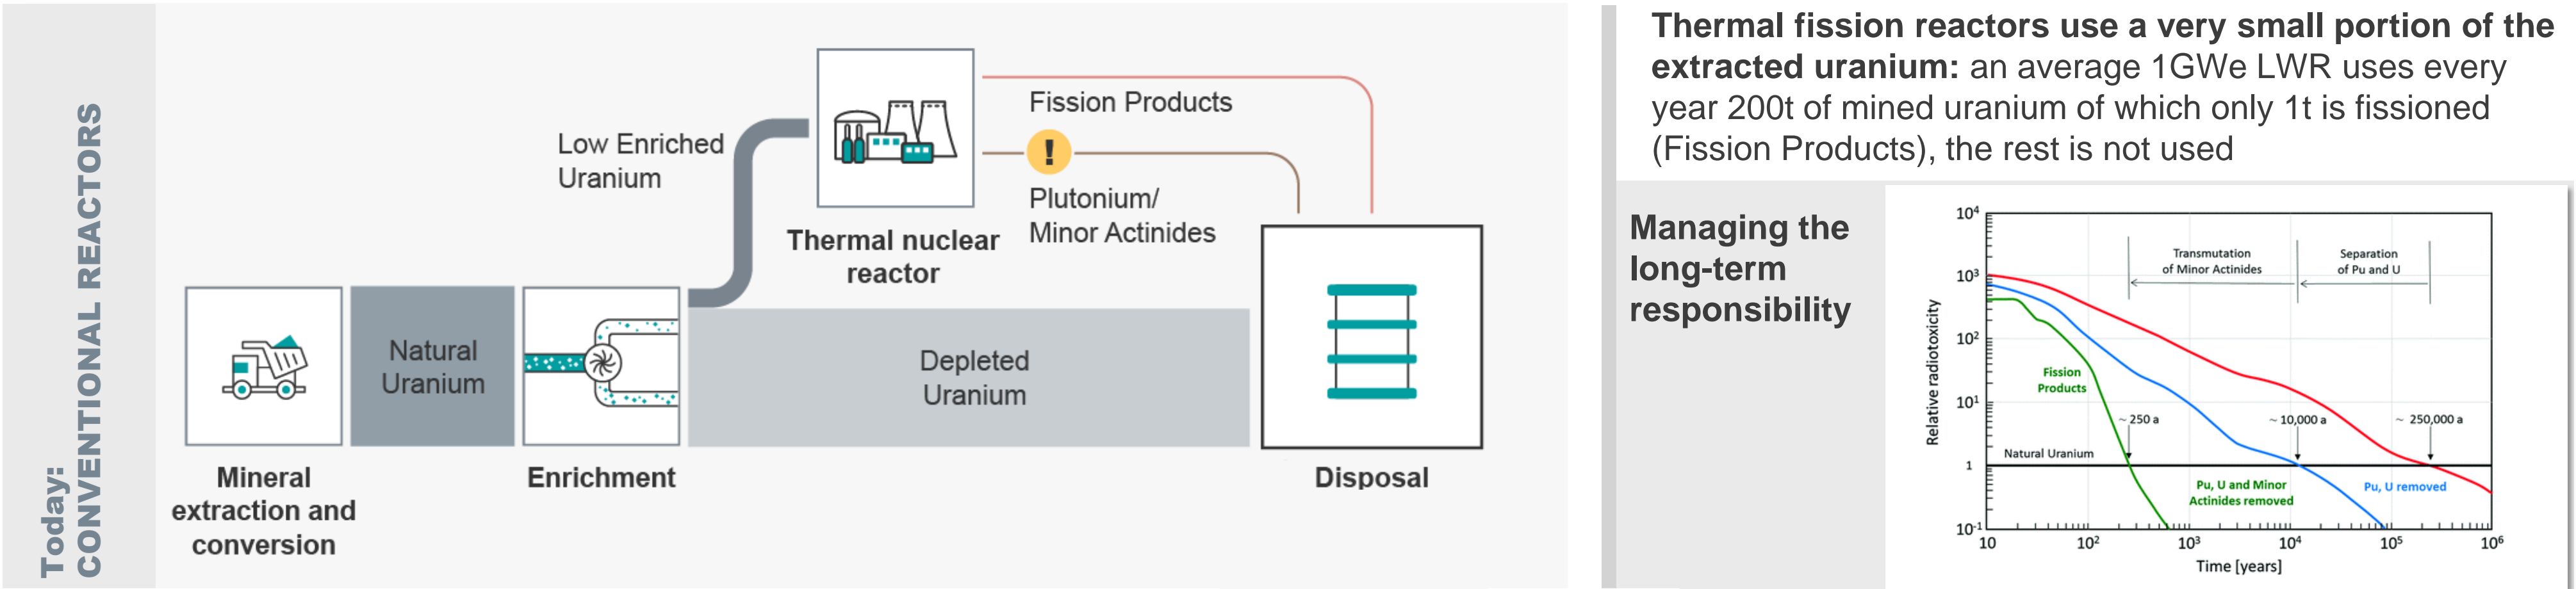 Today:
CONVENTIONAL REACTORS
Mineral
extraction and
conversion
Natural
Uranium
Enrichment
Low Enriched
Uranium
Thermal nuclear
reactor
Fission Products
!
Plutonium/
Minor Actinides
Depleted
Uranium
Disposal
Thermal fission reactors use a very small portion of the
extracted uranium: an average 1GWe LWR uses every
year 200t of mined uranium of which only 1t is fissioned
(Fission Products), the rest is not used
Managing the
long-term
responsibility
Relative radiotoxicity
10⁴
10³
10²
10¹
1
10⁻¹
Transmutation
of Minor Actinides
Separation
of Pu and U
Fission
Products
~ 250 a
~ 10,000 a
~ 250,000 a
Natural Uranium
Pu, U and Minor
Actinides removed
Pu, U removed
10
10²
10³
10⁴
10⁵
10⁶
Time [years]